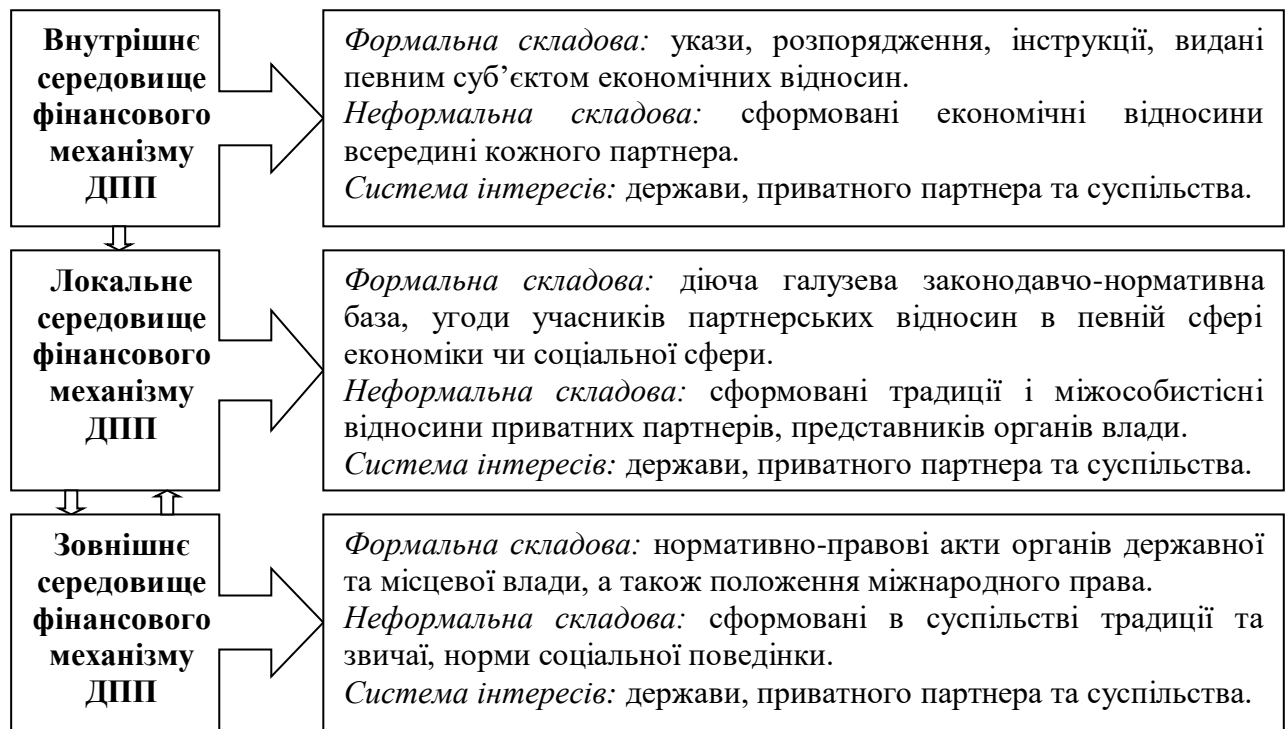 Внутрішнє
середовище
фінансового
механізму
ДПП
Формальна складова: укази, розпорядження, інструкції, видані
певним суб’єктом економічних відносин.
Неформальна складова: сформовані економічні відносини
всередині кожного партнера.
Система інтересів: держави, приватного партнера та суспільства.
Локальне
середовище
фінансового
механізму
ДПП
Формальна складова: діюча галузева законодавчо-нормативна
база, угоди учасників партнерських відносин в певній сфері
економіки чи соціальної сфери.
Неформальна складова: сформовані традиції і міжособистісні
відносини приватних партнерів, представників органів влади.
Система інтересів: держави, приватного партнера та суспільства.
Зовнішнє
середовище
фінансового
механізму
ДПП
Формальна складова: нормативно-правові акти органів державної
та місцевої влади, а також положення міжнародного права.
Неформальна складова: сформовані в суспільстві традиції та
звичаї, норми соціальної поведінки.
Система інтересів: держави, приватного партнера та суспільства.